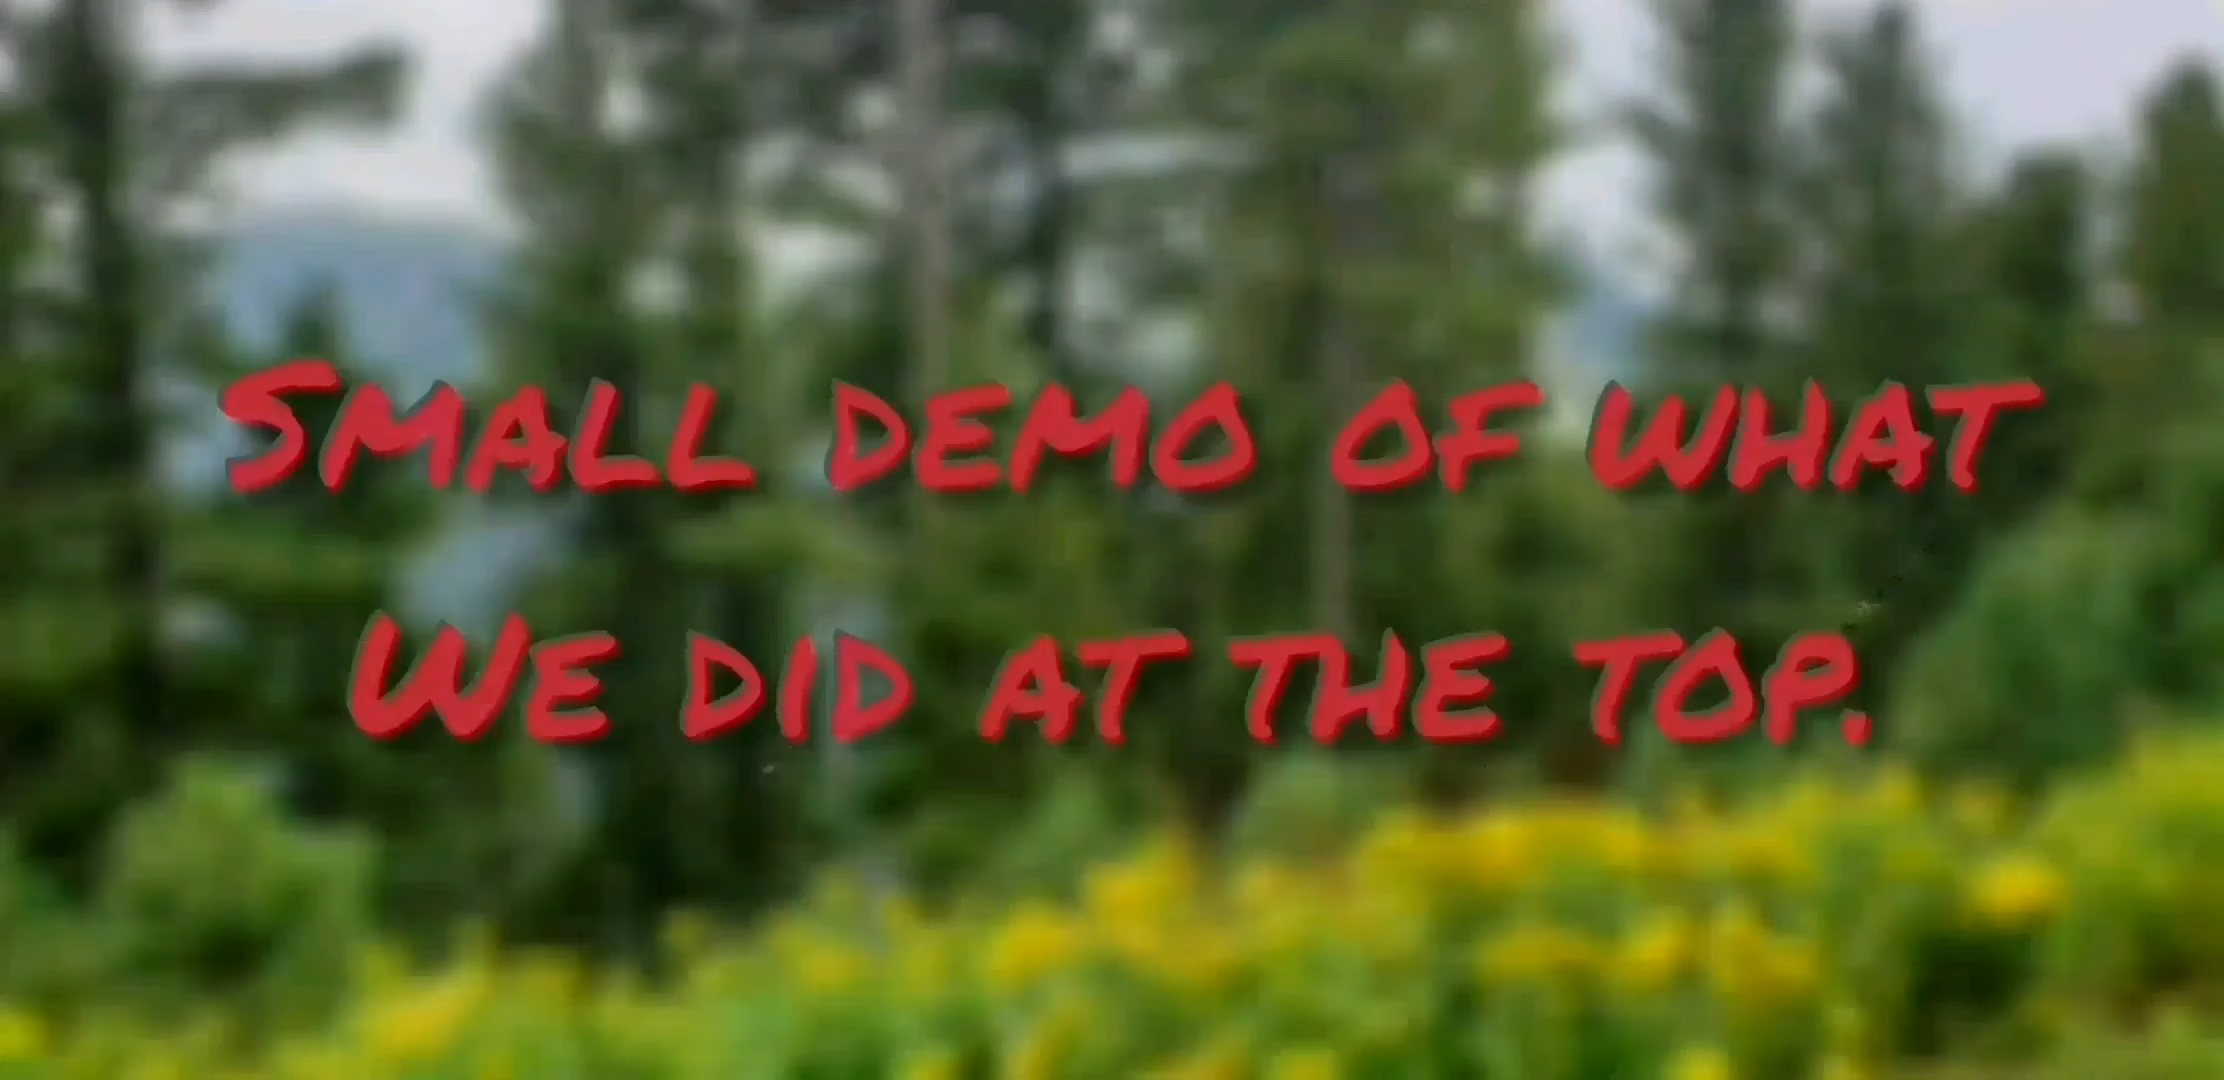 Small demo of what
We did at the top.